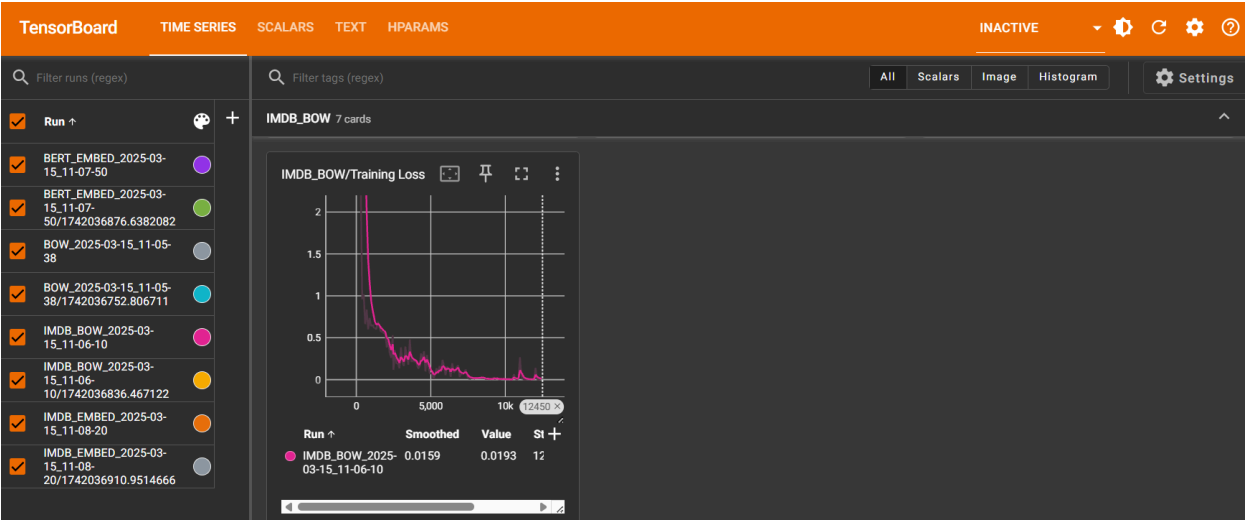 TensorBoard TIME SERIES SCALARS TEXT HPARAMS INACTIVE
Filter runs (regex)
Filter tags (regex)
All Scalars Image Histogram Settings
Run ↑
IMDB_BOW 7 cards
BERT_EMBED_2025-03-
15_11-07-50
BERT_EMBED_2025-03-
15_11-07-
50/1742036876.6382082
BOW_2025-03-15_11-05-
38
BOW_2025-03-15_11-05-
38/1742036752.806711
IMDB_BOW_2025-03-
15_11-06-10
IMDB_BOW_2025-03-
15_11-06-
10/1742036836.467122
IMDB_EMBED_2025-03-
15_11-08-20
IMDB_EMBED_2025-03-
15_11-08-
20/1742036910.9514666
IMDB_BOW/Training Loss
2
1.5
1
0.5
0
0 5,000 10k 12450 ×
Run ↑ Smoothed Value St
IMDB_BOW_2025- 0.0159 0.0193 12
03-15_11-06-10